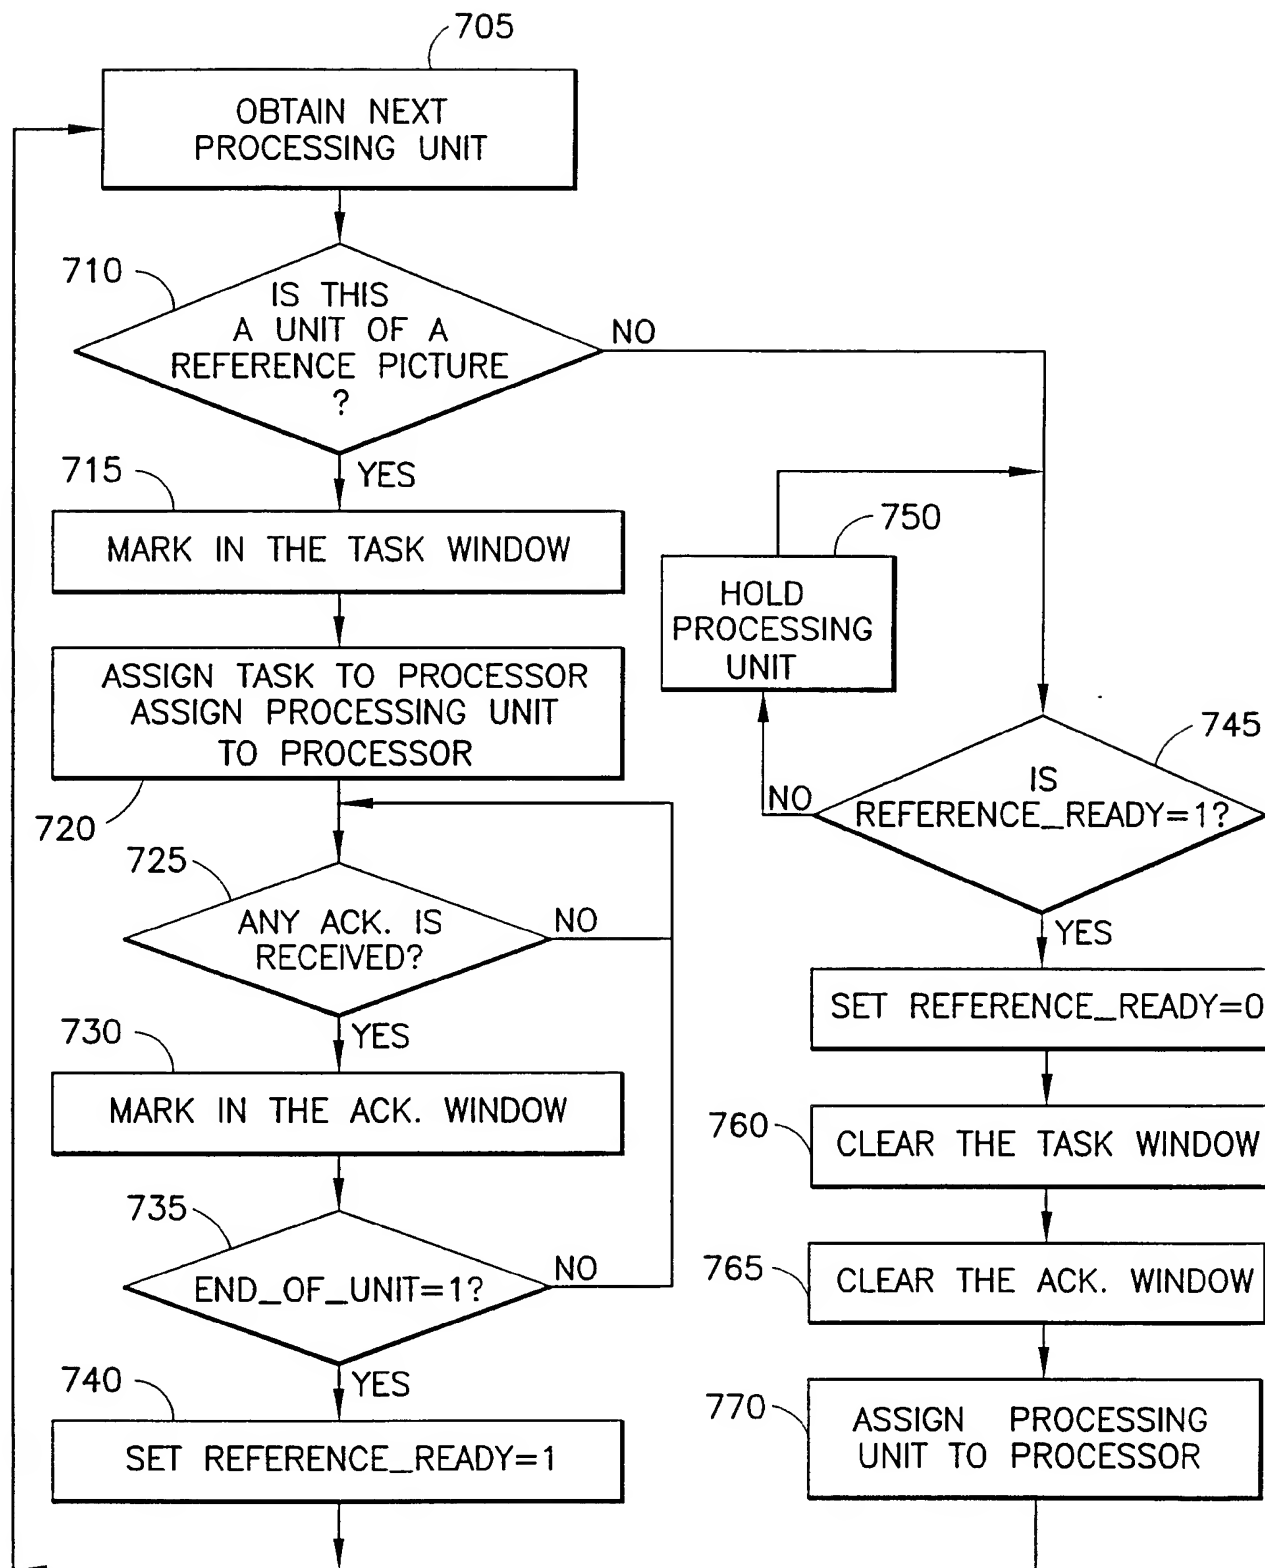 705
OBTAIN NEXT
PROCESSING UNIT
710
IS THIS
A UNIT OF A
REFERENCE PICTURE
?
NO
YES
715
MARK IN THE TASK WINDOW
750
HOLD
PROCESSING
UNIT
ASSIGN TASK TO PROCESSOR
ASSIGN PROCESSING UNIT
TO PROCESSOR
720
745
IS
REFERENCE_READY=1?
NO
YES
725
ANY ACK. IS
RECEIVED?
NO
YES
SET REFERENCE_READY=0
730
MARK IN THE ACK. WINDOW
760
CLEAR THE TASK WINDOW
735
END_OF_UNIT=1?
NO
YES
765
CLEAR THE ACK. WINDOW
740
SET REFERENCE_READY=1
770
ASSIGN PROCESSING
UNIT TO PROCESSOR